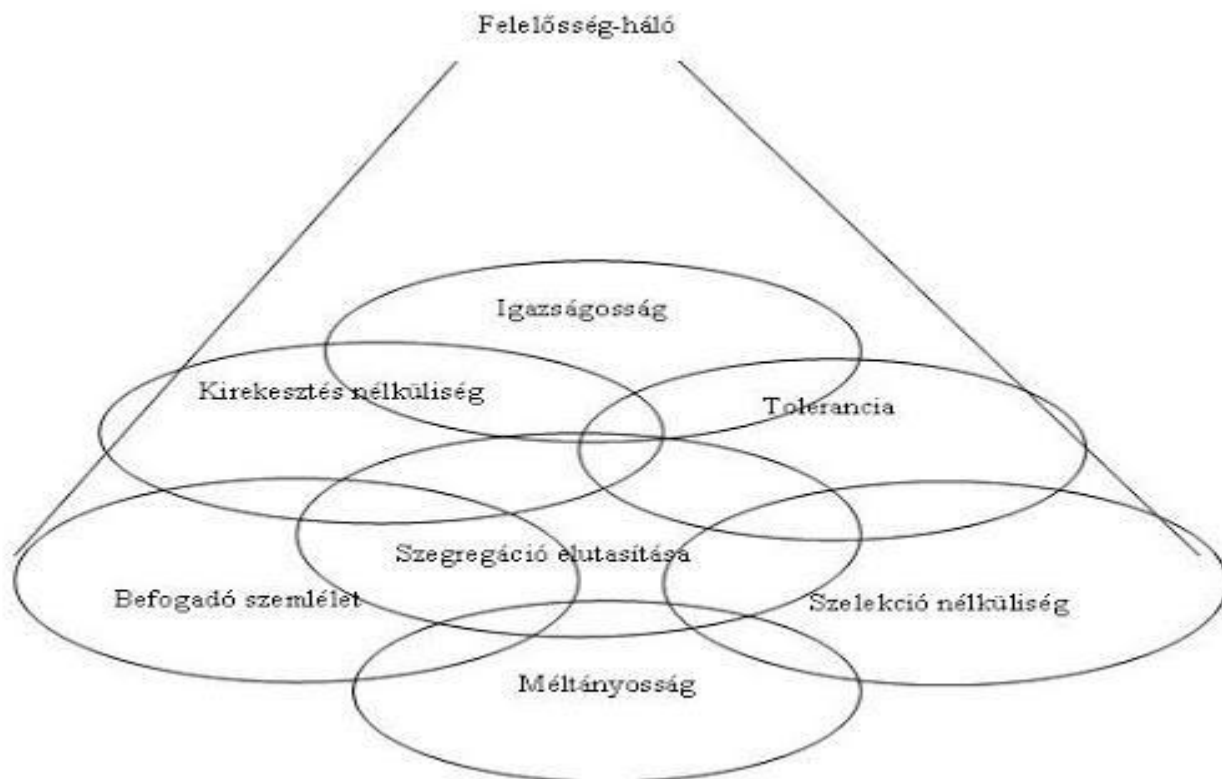 Felelősség-háló
Igazságosság
Kirekesztés nélküliség
Tolerancia
Szegregáció elutasítása
Befogadó szemlélet
Szelekció nélküliség
Méltányosság